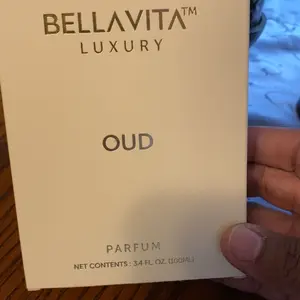 BELLAVITA™
LUXURY
OUD
PARFUM
NET CONTENTS: 3.4 FL. OZ. (100ML)